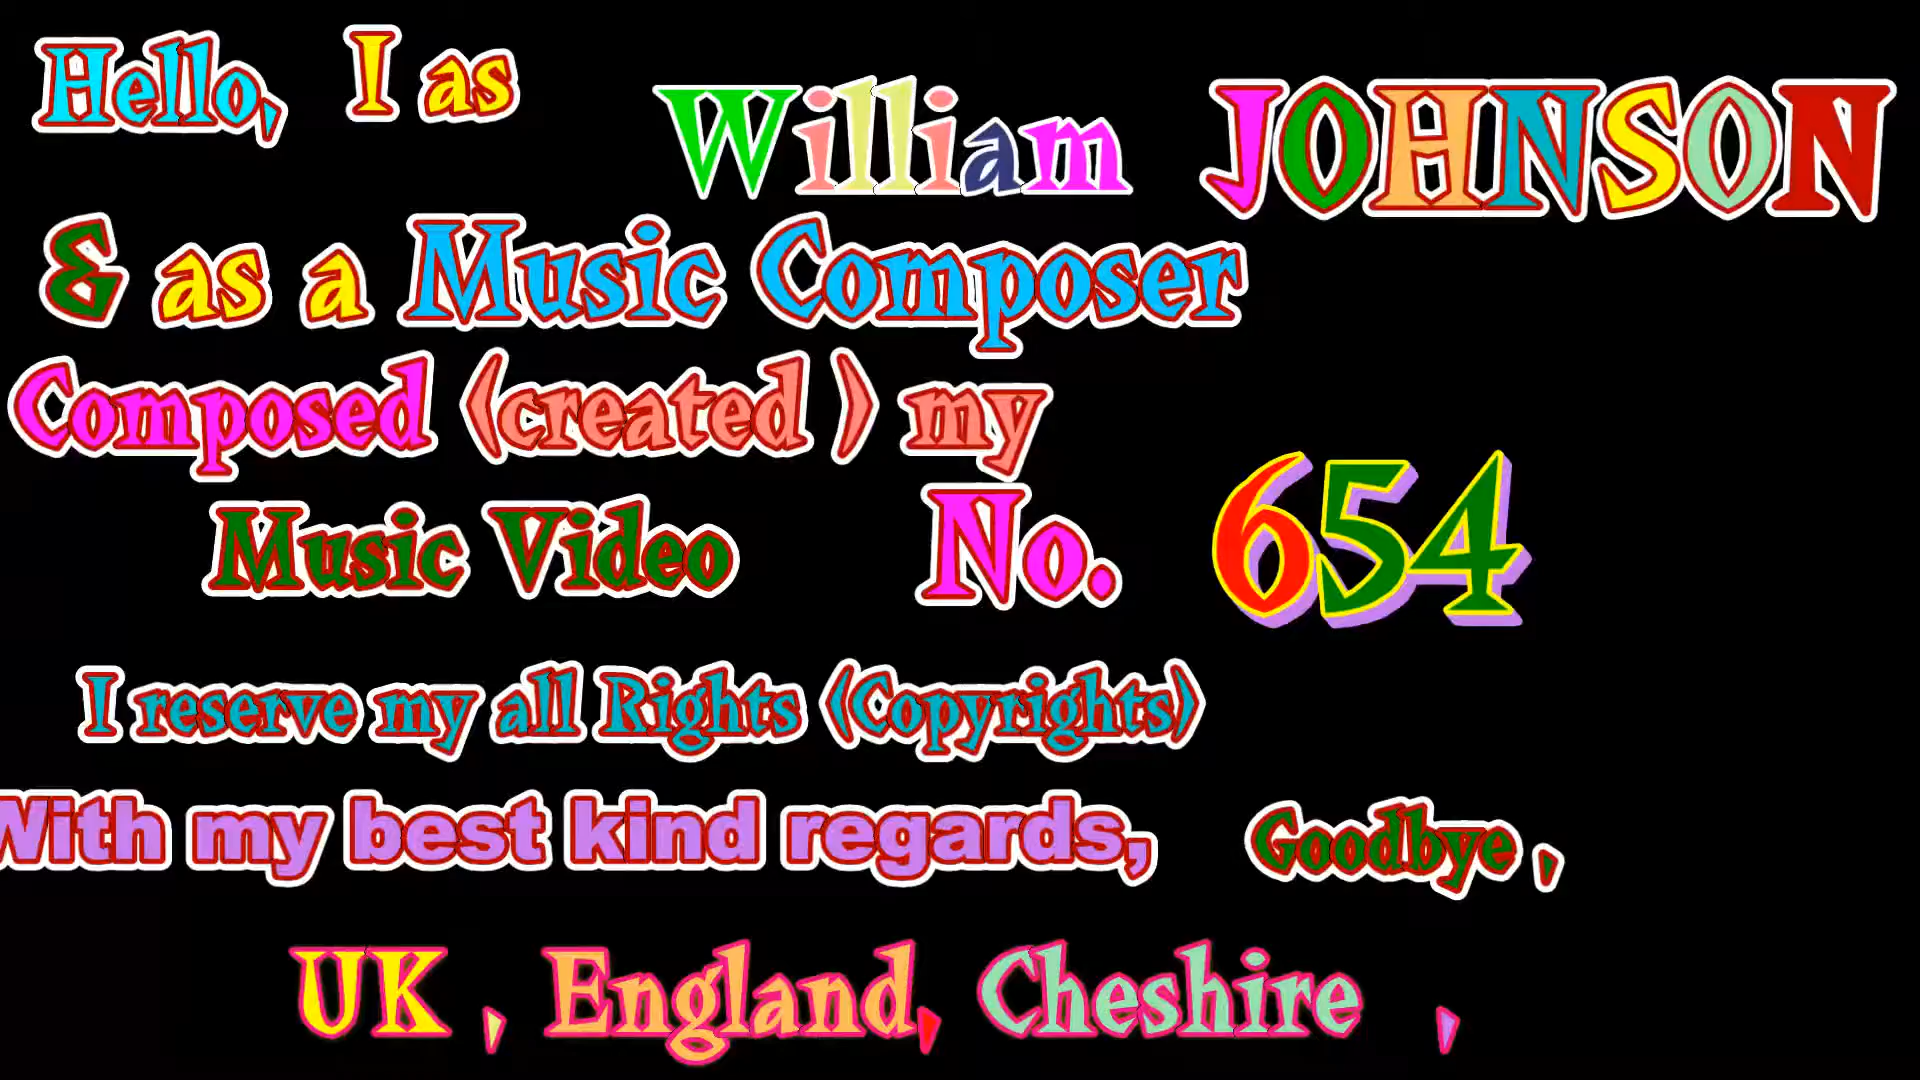 Hello, I as William JOHNSON
& as a Music Composer
Composed (created ) my
Music Video No. 654
I reserve my all Rights (Copyrights)
With my best kind regards, Goodbye ,
UK , England, Cheshire ,